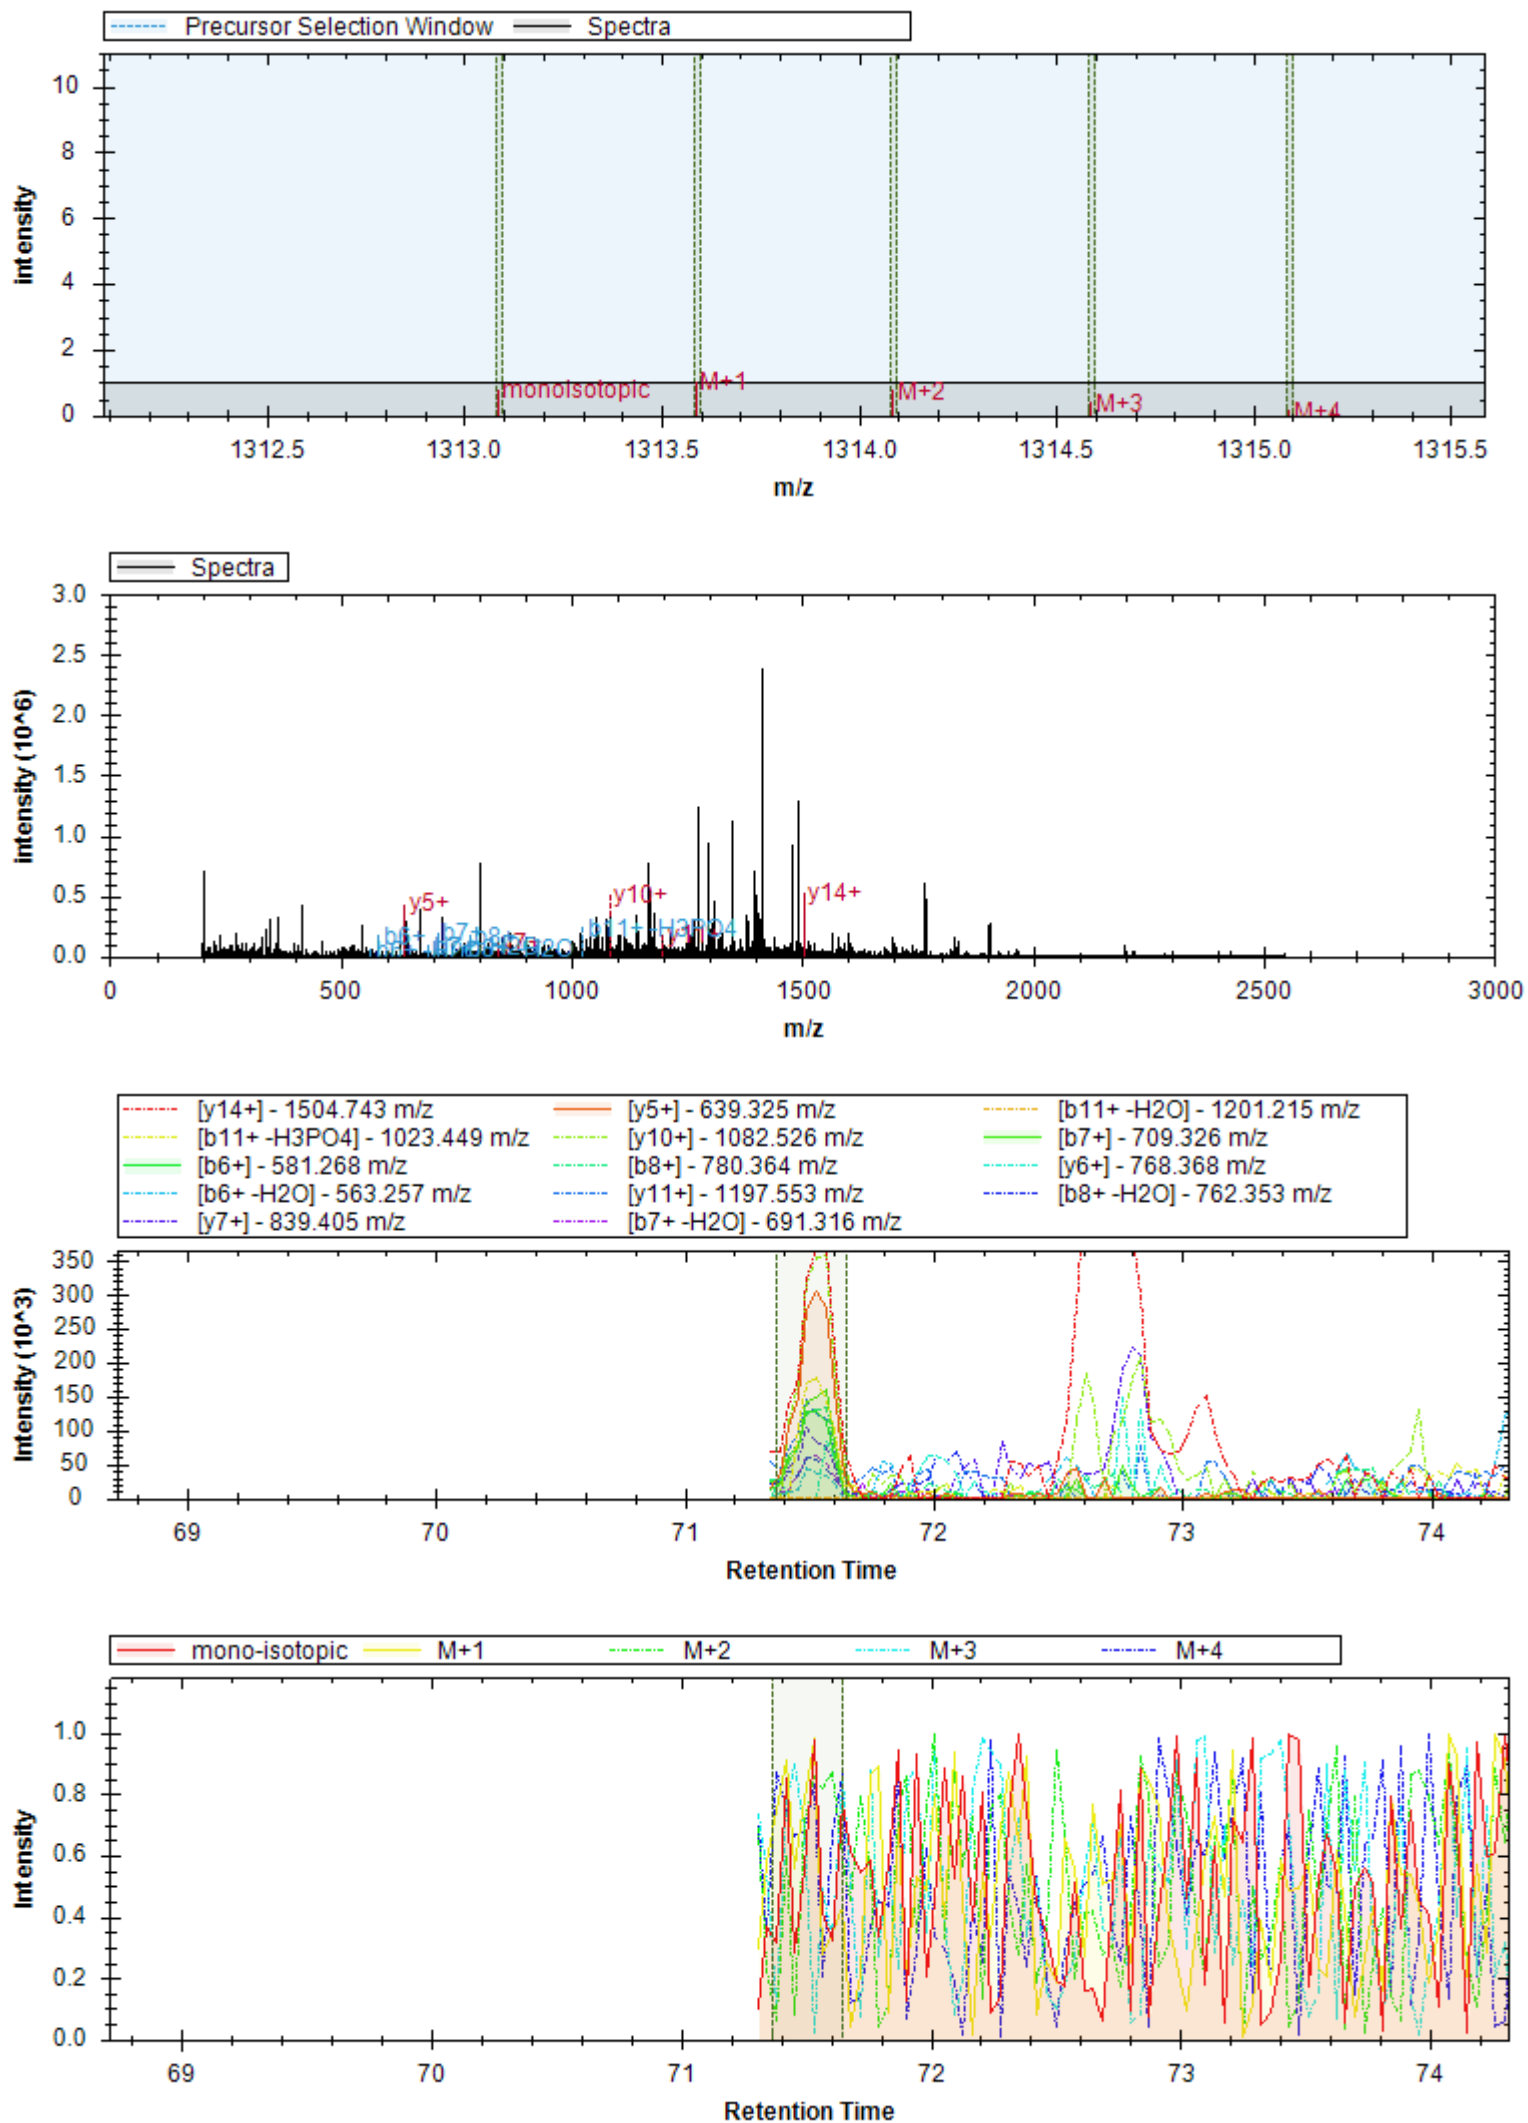 Precursor Selection Window Spectra
10
8
6
4
2
0
intensity
monoisotopic M+1 M+2 M+3 M+4
1312.5 1313.0 1313.5 1314.0 1314.5 1315.0 1315.5
m/z
Spectra
3.0
2.5
2.0
1.5
1.0
0.5
0.0
intensity (10^6)
y5+ y10+ y14+
b11+ -H3PO4
0 500 1000 1500 2000 2500 3000
m/z
[y14+] - 1504.743 m/z [y5+] - 639.325 m/z [b11+ -H2O] - 1201.215 m/z
[b11+ -H3PO4] - 1023.449 m/z [y10+] - 1082.526 m/z [b7+] - 709.326 m/z
[b6+] - 581.268 m/z [b8+] - 780.364 m/z [y6+] - 768.368 m/z
[b6+ -H2O] - 563.257 m/z [y11+] - 1197.553 m/z [b8+ -H2O] - 762.353 m/z
[y7+] - 839.405 m/z [b7+ -H2O] - 691.316 m/z
350
300
250
200
150
100
50
0
Intensity (10^3)
69 70 71 72 73 74
Retention Time
mono-isotopic M+1 M+2 M+3 M+4
1.0
0.8
0.6
0.4
0.2
0.0
Intensity
69 70 71 72 73 74
Retention Time